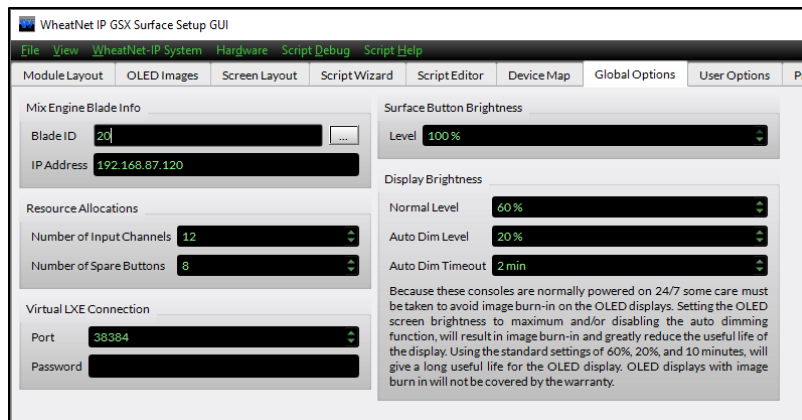 WheatNet IP GSX Surface Setup GUI
File View WheatNet-IP System Hardware Script Debug Script Help
Module Layout OLED Images Screen Layout Script Wizard Script Editor Device Map Global Options User Options
Mix Engine Blade Info
Blade ID 20 ...
IP Address 192.168.87.120
Resource Allocations
Number of Input Channels 12
Number of Spare Buttons 8
Virtual LXE Connection
Port 38384
Password
Surface Button Brightness
Level 100 %
Display Brightness
Normal Level 60 %
Auto Dim Level 20 %
Auto Dim Timeout 2 min
Because these consoles are normally powered on 24/7 some care must
be taken to avoid image burn-in on the OLED displays. Setting the OLED
screen brightness to maximum and/or disabling the auto dimming
function, will result in image burn-in and greatly reduce the useful life of
the display. Using the standard settings of 60%, 20%, and 10 minutes, will
give a long useful life for the OLED display. OLED displays with image
burn in will not be covered by the warranty.